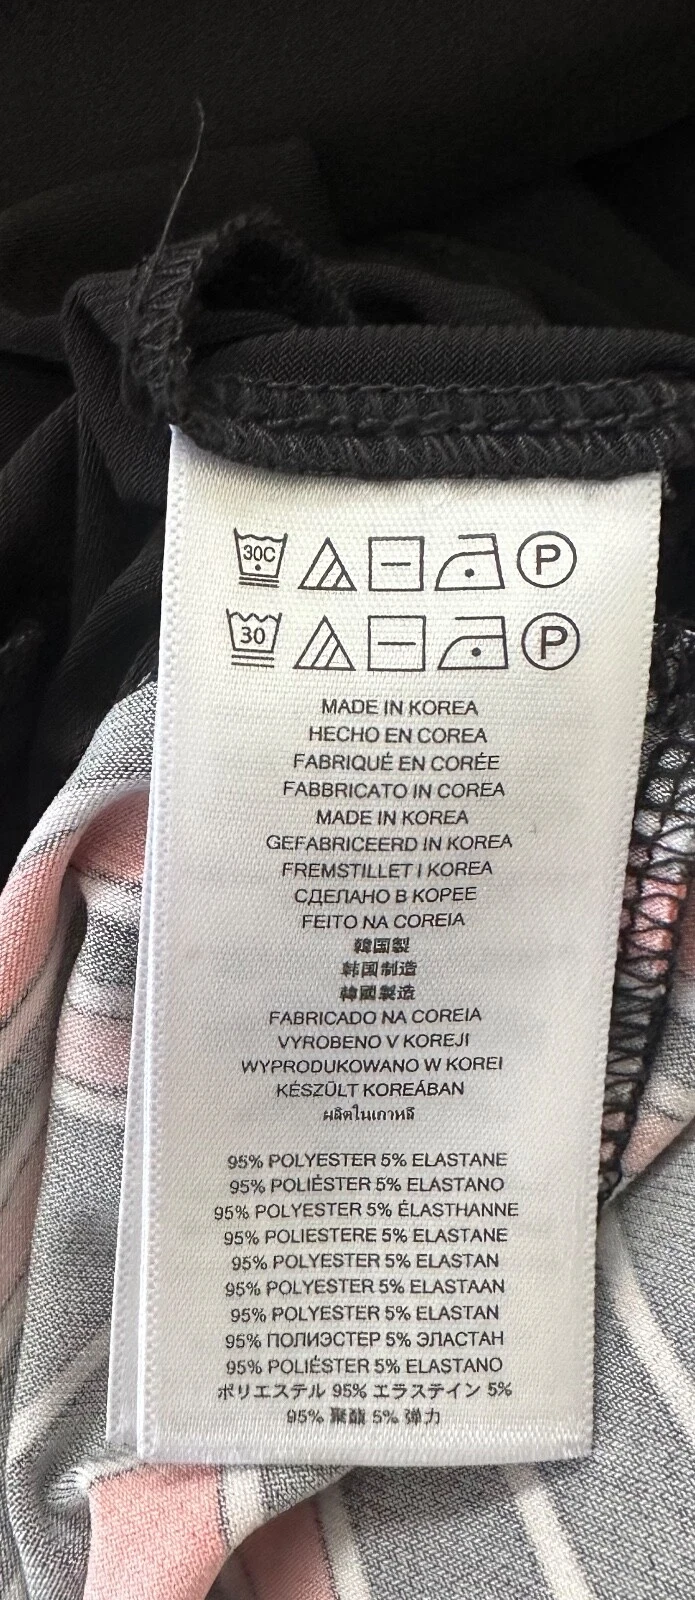 30C P
30 P
MADE IN KOREA
HECHO EN COREA
FABRIQUÉ EN CORÉE
FABBRICATO IN COREA
MADE IN KOREA
GEFABRICEERD IN KOREA
FREMSTILLET I KOREA
СДЕЛАНО В КОРЕЕ
FEITO NA COREIA
韓国製
韩国制造
韓國製造
FABRICADO NA COREIA
VYROBENO V KOREJI
WYPRODUKOWANO W KOREI
KÉSZÜLT KOREÁBAN
ผลิตในเกาหลี
95% POLYESTER 5% ELASTANE
95% POLIÉSTER 5% ELASTANO
95% POLYESTER 5% ÉLASTHANNE
95% POLIESTERE 5% ELASTANE
95% POLYESTER 5% ELASTAN
95% POLYESTER 5% ELASTAAN
95% POLYESTER 5% ELASTAN
95% ПОЛИЭСТЕР 5% ЭЛАСТАН
95% POLIÉSTER 5% ELASTANO
ポリエステル 95% エラステイン 5%
95% 聚酯 5% 弹力